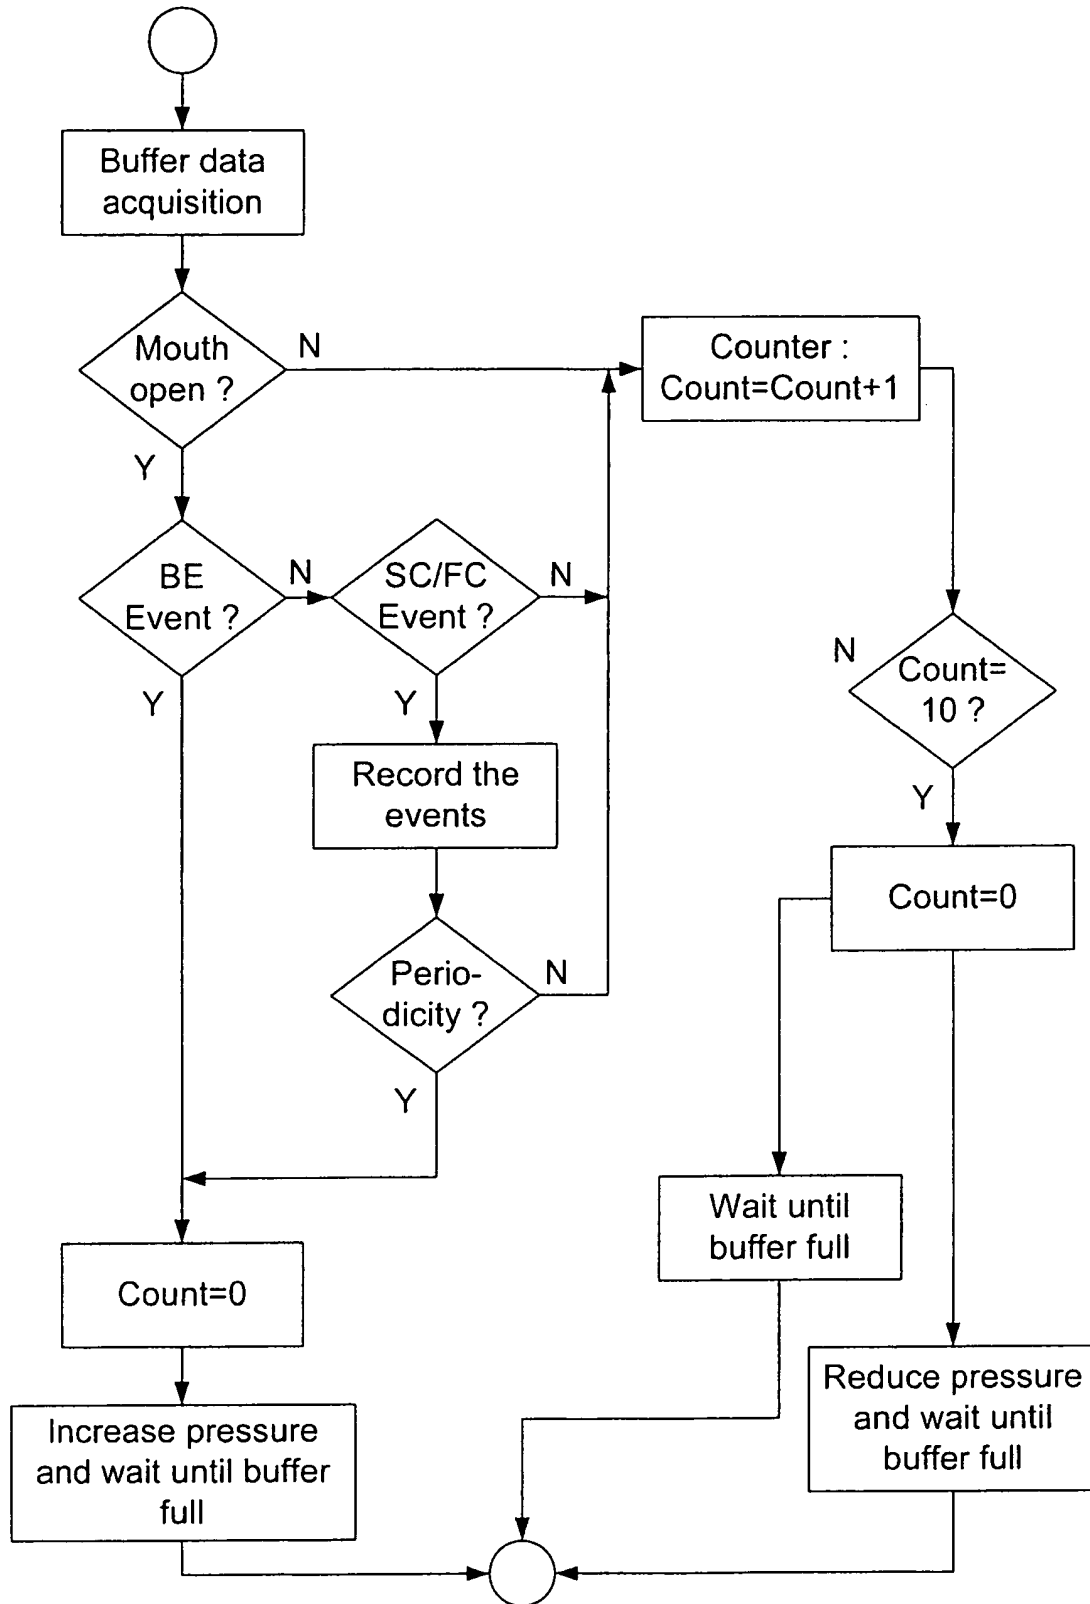 Buffer data
acquisition
Mouth
open ?
N
Y
Counter :
Count=Count+1
BE
Event ?
N
Y
SC/FC
Event ?
N
Y
Record the
events
Perio-
dicity ?
N
Y
Count=
10 ?
N
Y
Count=0
Wait until
buffer full
Reduce pressure
and wait until
buffer full
Count=0
Increase pressure
and wait until buffer
full